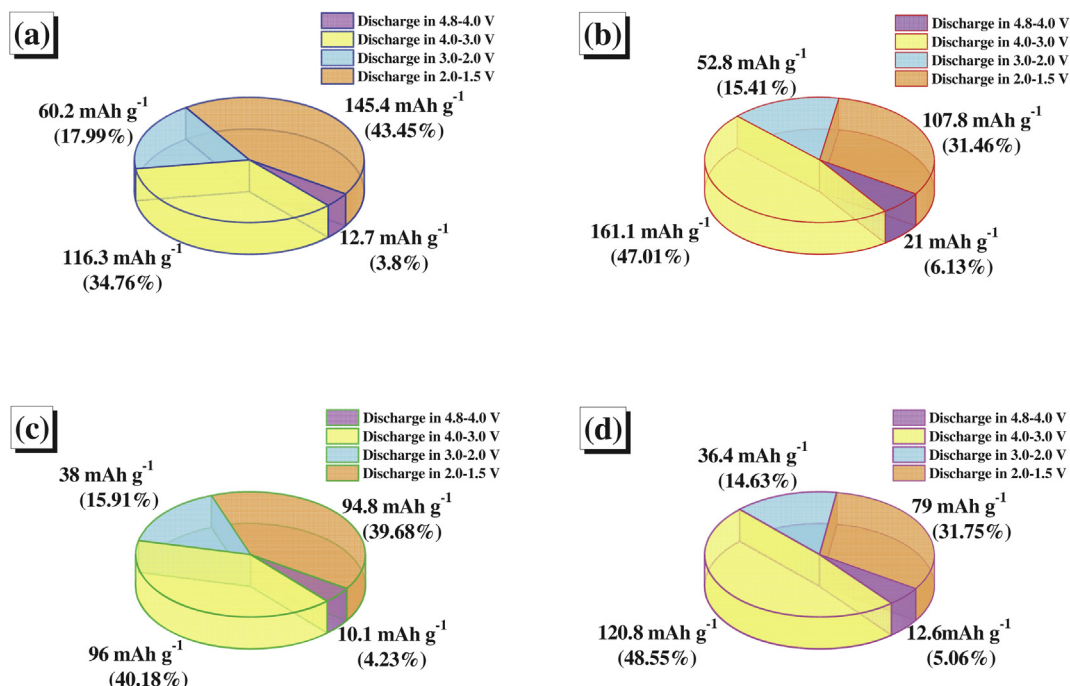 (a)
Discharge in 4.8-4.0 V
Discharge in 4.0-3.0 V
Discharge in 3.0-2.0 V
Discharge in 2.0-1.5 V
60.2 mAh g⁻¹
(17.99%)
145.4 mAh g⁻¹
(43.45%)
116.3 mAh g⁻¹
(34.76%)
12.7 mAh g⁻¹
(3.8%)
(b)
Discharge in 4.8-4.0 V
Discharge in 4.0-3.0 V
Discharge in 3.0-2.0 V
Discharge in 2.0-1.5 V
52.8 mAh g⁻¹
(15.41%)
107.8 mAh g⁻¹
(31.46%)
161.1 mAh g⁻¹
(47.01%)
21 mAh g⁻¹
(6.13%)
(c)
Discharge in 4.8-4.0 V
Discharge in 4.0-3.0 V
Discharge in 3.0-2.0 V
Discharge in 2.0-1.5 V
38 mAh g⁻¹
(15.91%)
94.8 mAh g⁻¹
(39.68%)
96 mAh g⁻¹
(40.18%)
10.1 mAh g⁻¹
(4.23%)
(d)
Discharge in 4.8-4.0 V
Discharge in 4.0-3.0 V
Discharge in 3.0-2.0 V
Discharge in 2.0-1.5 V
36.4 mAh g⁻¹
(14.63%)
79 mAh g⁻¹
(31.75%)
120.8 mAh g⁻¹
(48.55%)
12.6mAh g⁻¹
(5.06%)